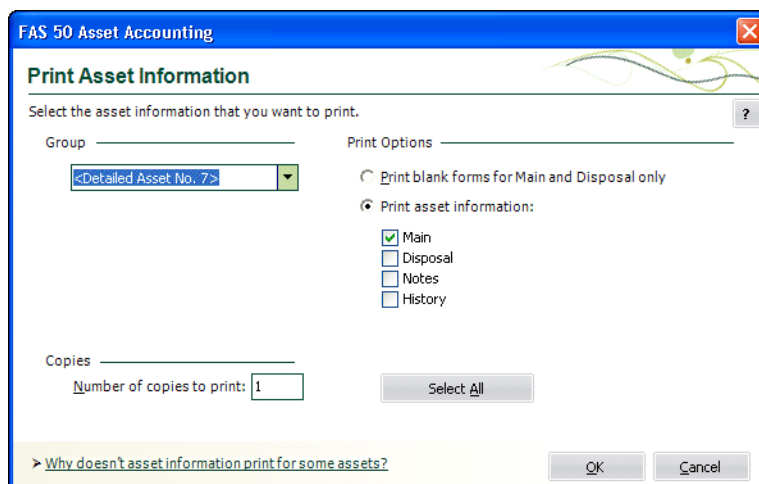 FAS 50 Asset Accounting
Print Asset Information
Select the asset information that you want to print.
?
Group
<Detailed Asset No. 7>
Print Options
Print blank forms for Main and Disposal only
Print asset information:
Main
Disposal
Notes
History
Copies
Number of copies to print: 1
Select All
Why doesn't asset information print for some assets?
OK
Cancel